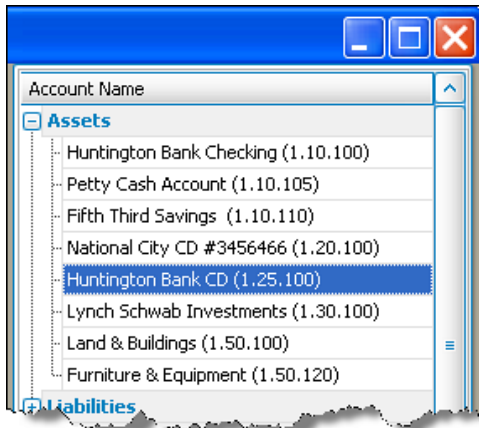 Account Name
Assets
Huntington Bank Checking (1.10.100)
Petty Cash Account (1.10.105)
Fifth Third Savings (1.10.110)
National City CD #3456466 (1.20.100)
Huntington Bank CD (1.25.100)
Lynch Schwab Investments (1.30.100)
Land & Buildings (1.50.100)
Furniture & Equipment (1.50.120)
Liabilities